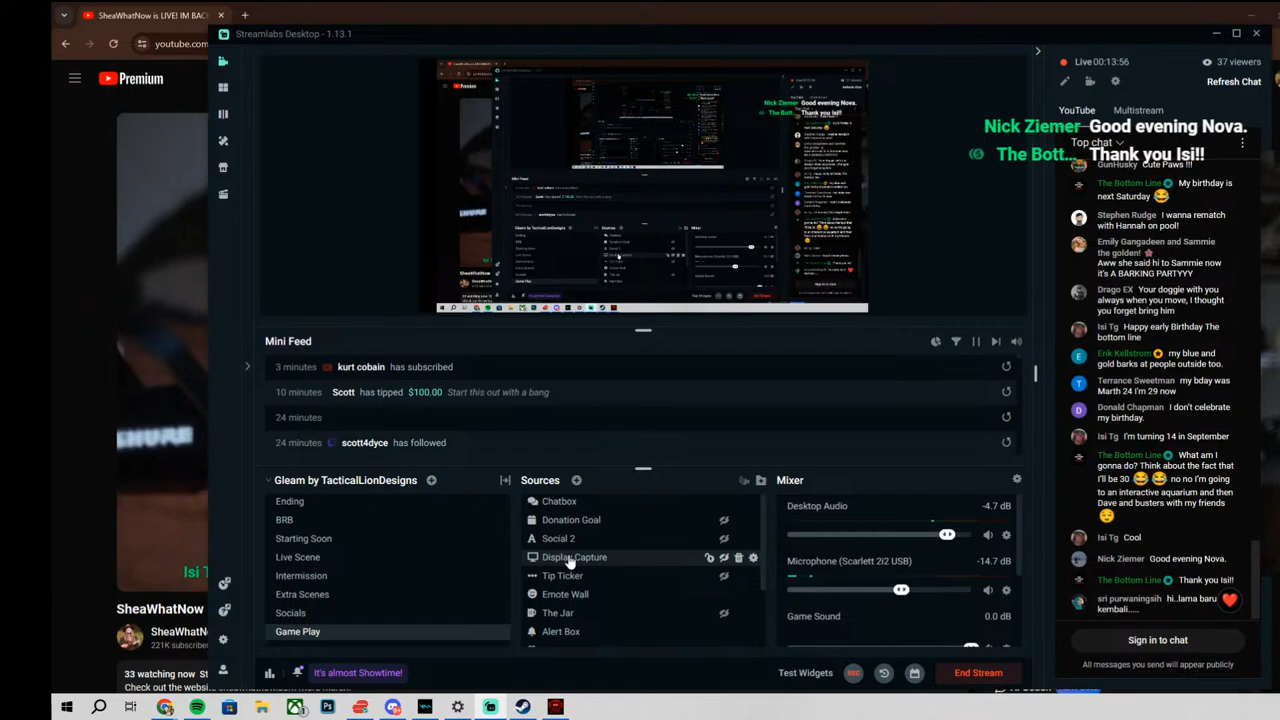 SheaWhatNow is LIVE! IM BAC
youtube.com
Premium
SHURE
SheaWhatNow
SheaWh
221K subscri
33 watching now
Check out the website
Streamlabs Desktop - 1.13.1
Mini Feed
3 minutes kurt cobain has subscribed
10 minutes Scott has tipped $100.00 Start this out with a bang
24 minutes
24 minutes scott4dyce has followed
Gleam by TacticalLionDesigns
Ending
BRB
Starting Soon
Live Scene
Intermission
Extra Scenes
Socials
Game Play
Sources
Chatbox
Donation Goal
Social 2
Display Capture
Tip Ticker
Emote Wall
The Jar
Alert Box
Mixer
Desktop Audio -4.7 dB
Microphone (Scarlett 2i2 USB) -14.7 dB
Game Sound 0.0 dB
It's almost Showtime!
Test Widgets
REC
End Stream
Live 00:13:56 37 viewers
Refresh Chat
YouTube Multistream
Nick Ziemer Good evening Nova.
The Bott... Thank you Isi!!
Top chat
GunHusky Cute Paws !!!
The Bottom Line My birthday is
next Saturday
Stephen Rudge I wanna rematch
with Hannah on pool!
Emily Gangadeen and Sammie
the golden! 
Aww she said hi to Sammie now
it's A BARKING PARTYYY
Drago EX Your doggie with you
always when you move, I thought
you forget bring him
Isi Tg Happy early Birthday The
bottom line
Erik Kellstrom my blue and
gold barks at people outside too.
Terrance Sweetman my bday was
Marth 24 I'm 29 now
Donald Chapman I don't celebrate
my birthday.
Isi Tg I'm turning 14 in September
The Bottom Line What am I
gonna do? Think about the fact that
I'll be 30 no no I'm going
to an interactive aquarium and then
Dave and busters with my friends
Isi Tg Cool
Nick Ziemer Good evening Nova.
The Bottom Line Thank you Isi!!
sri purwaningsih hi..lama baru
kembali.....
Sign in to chat
All messages you send will appear publicly